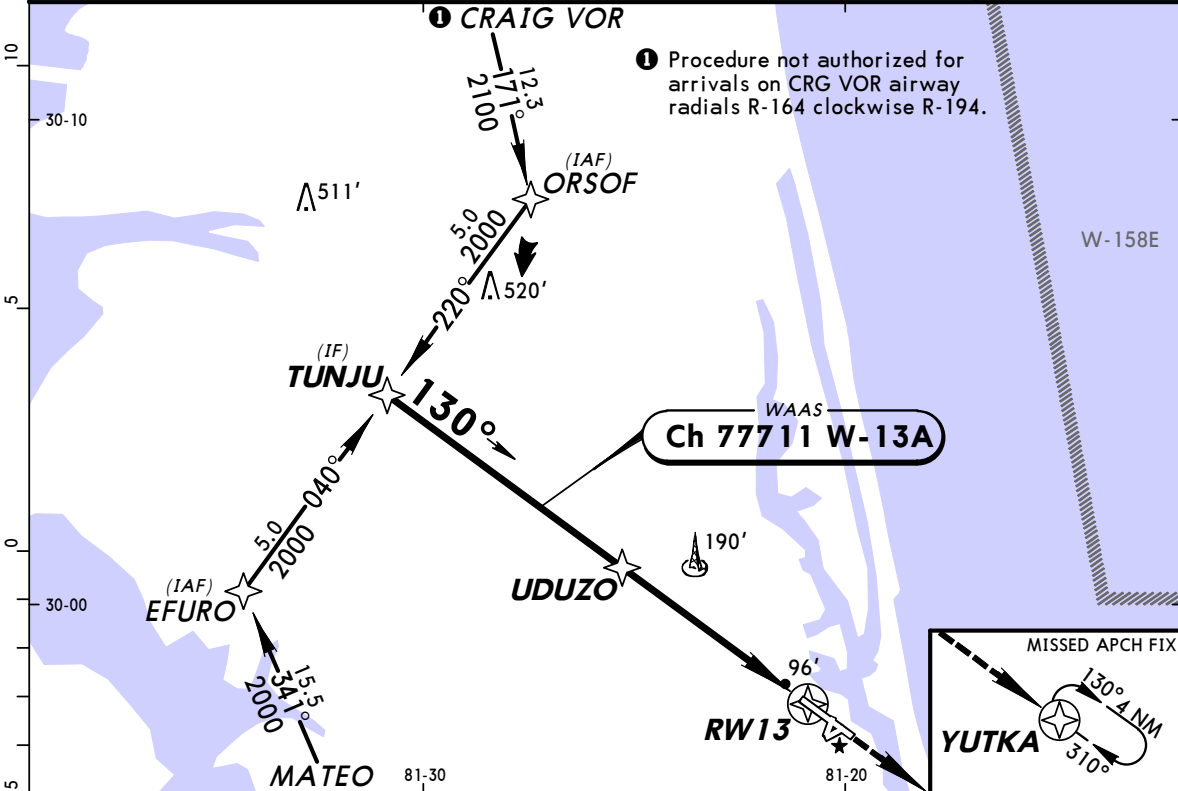 ❶ CRAIG VOR
❶ Procedure not authorized for
arrivals on CRG VOR airway
radials R-164 clockwise R-194.
10
30-10
12.3
171°
2100
(IAF)
ORSOF
511'
W-158E
5.0
2000
220°
520'
5
(IF)
TUNJU
130°
WAAS
Ch 77711 W-13A
040°
5.0
2000
0
190'
(IAF)
EFURO
UDUZO
30-00
MISSED APCH FIX
96'
15.5
341°
2000
130° 4 NM
RW13
YUTKA
310°
MATEO
81-30
81-20
5